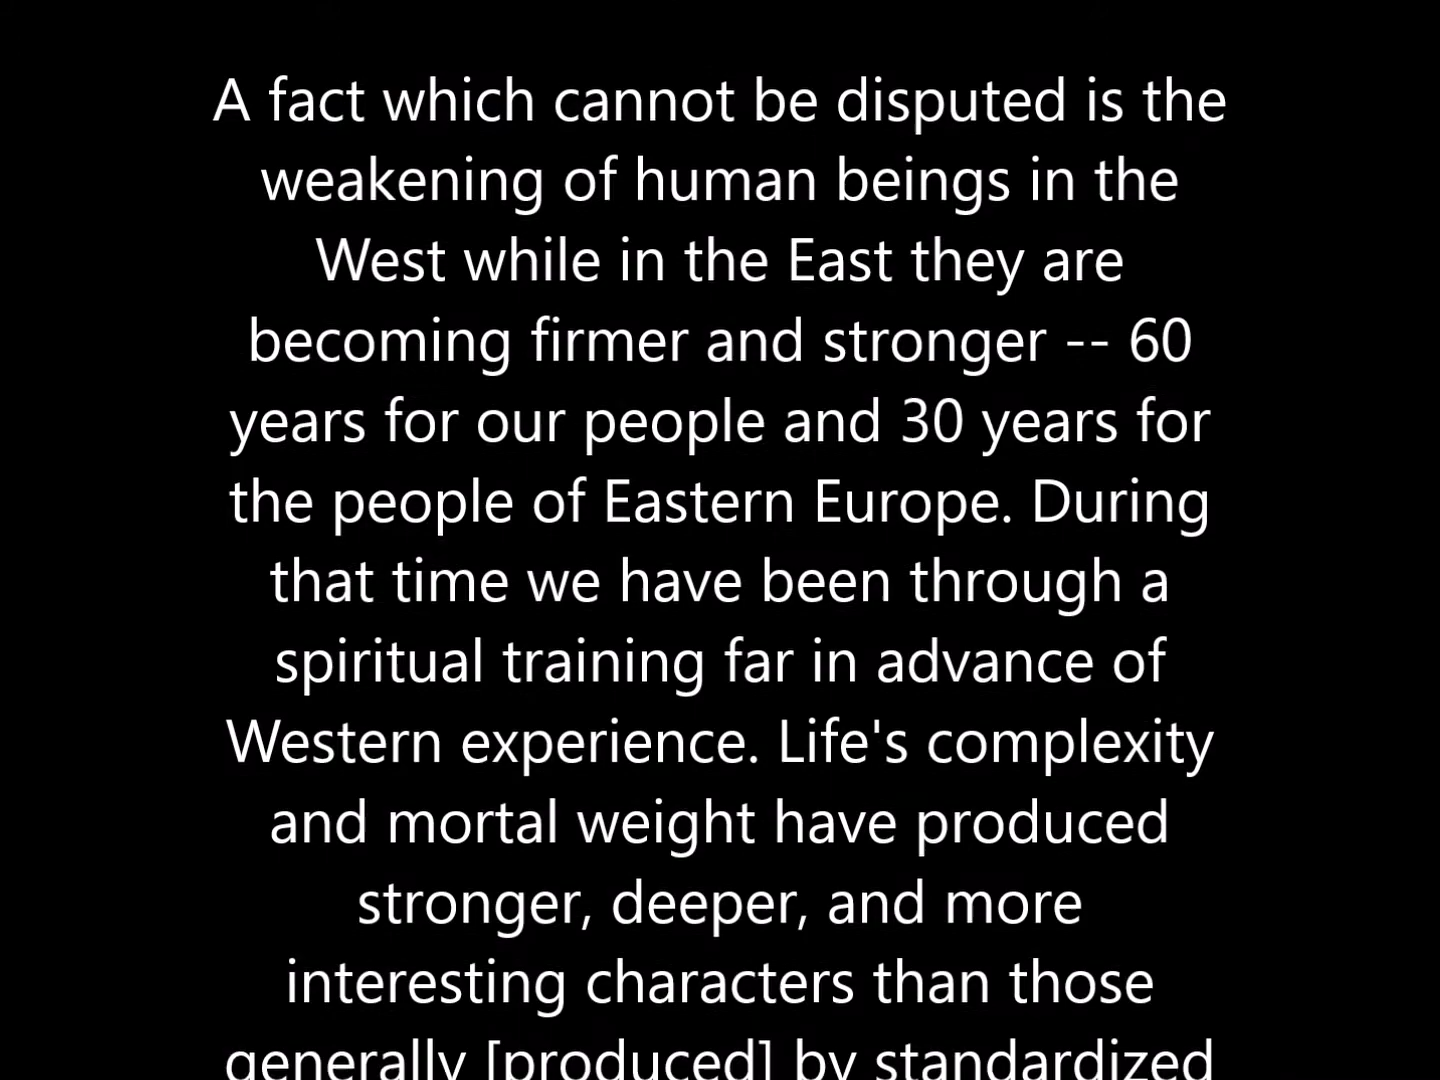 A fact which cannot be disputed is the
weakening of human beings in the
West while in the East they are
becoming firmer and stronger -- 60
years for our people and 30 years for
the people of Eastern Europe. During
that time we have been through a
spiritual training far in advance of
Western experience. Life's complexity
and mortal weight have produced
stronger, deeper, and more
interesting characters than those
generally [produced] by standardized